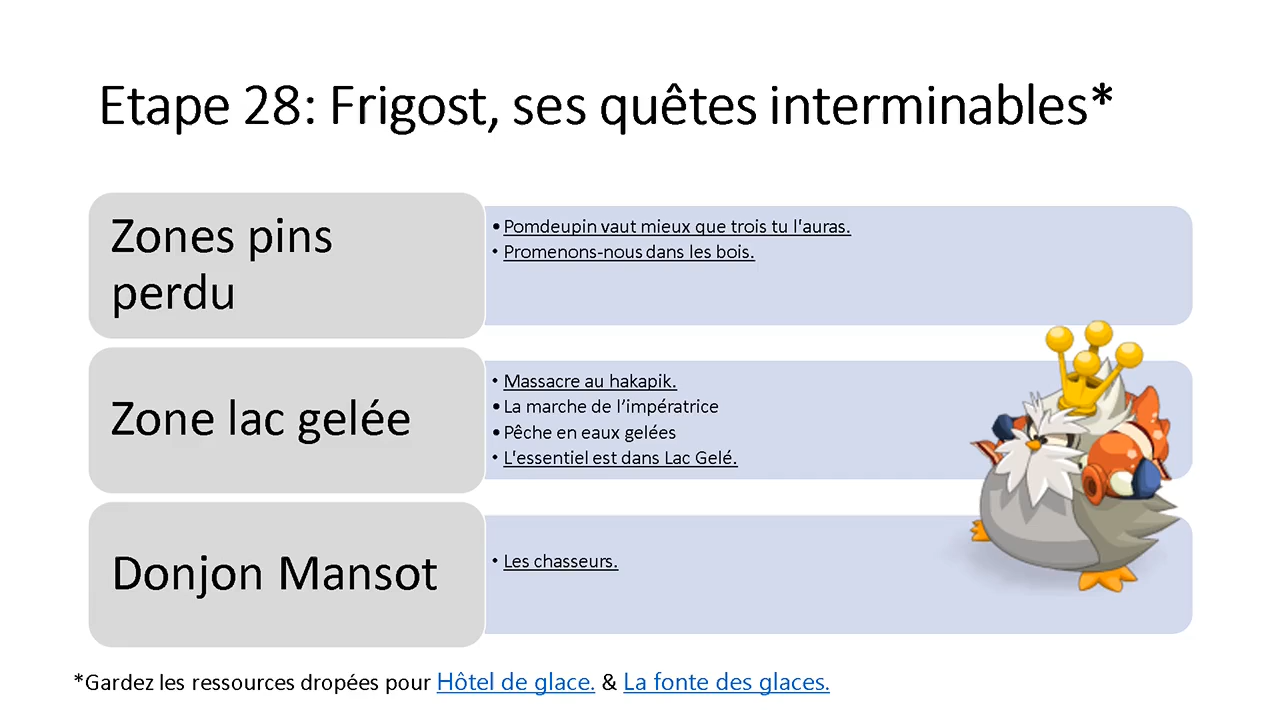 Etape 28: Frigost, ses quêtes interminables*
Zones pins
perdu
• Pomdeupin vaut mieux que trois tu l'auras.
• Promenons-nous dans les bois.
Zone lac gelée
• Massacre au hakapik.
• La marche de l’impératrice
• Pêche en eaux gelées
• L'essentiel est dans Lac Gelé.
Donjon Mansot
• Les chasseurs.
*Gardez les ressources dropées pour Hôtel de glace. & La fonte des glaces.